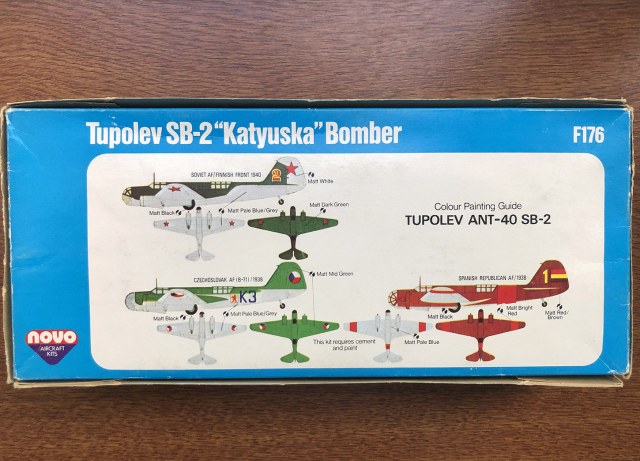 Tupolev SB-2 "Katyuska" Bomber
F176
SOVIET AF/FINNISH FRONT 1940
2
Matt White
Matt Black
Matt Pale Blue/Grey
Matt Dark Green
Colour Painting Guide
TUPOLEV ANT-40 SB-2
CZECHOSLOVAK AF (B-71)/1938
Matt Mid Green
K3
Matt Black
Matt Pale Blue/Grey
SPANISH REPUBLICAN AF/1938
1
Matt Black
Matt Bright
Red
Matt Red/
Brown
Matt Pale Blue
This kit requires cement
and paint
novo
AIRCRAFT
KITS